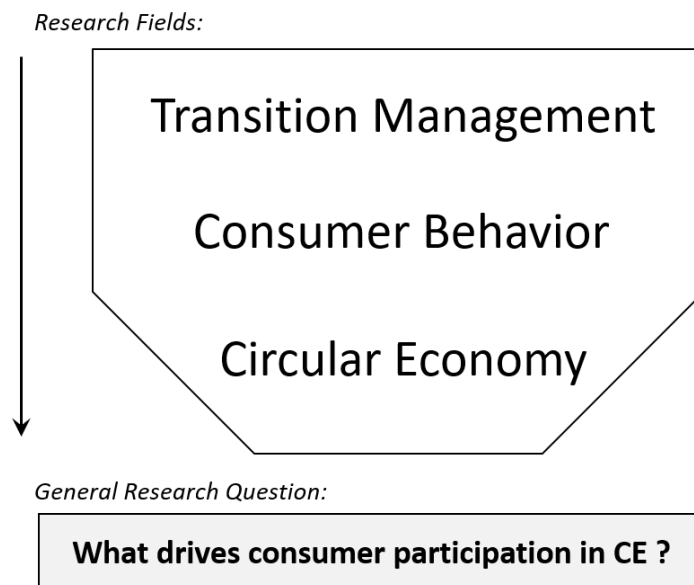 Research Fields:
Transition Management
Consumer Behavior
Circular Economy
General Research Question:
What drives consumer participation in CE ?